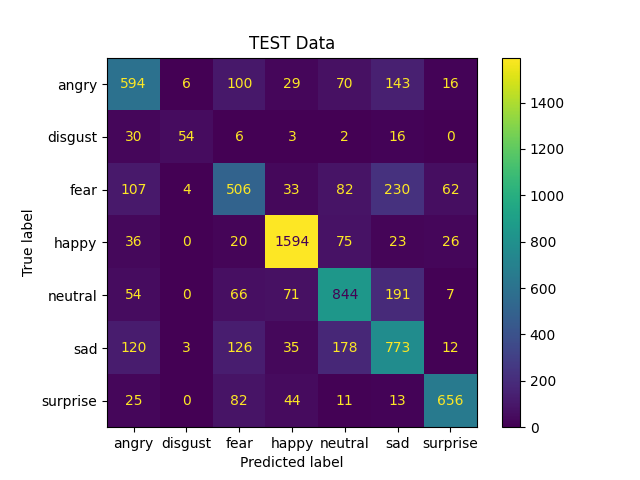 TEST Data
angry 594 6 100 29 70 143 16
disgust 30 54 6 3 2 16 0
fear 107 4 506 33 82 230 62
happy 36 0 20 1594 75 23 26
neutral 54 0 66 71 844 191 7
sad 120 3 126 35 178 773 12
surprise 25 0 82 44 11 13 656
angry disgust fear happy neutral sad surprise
Predicted label
True label
1400
1200
1000
800
600
400
200
0